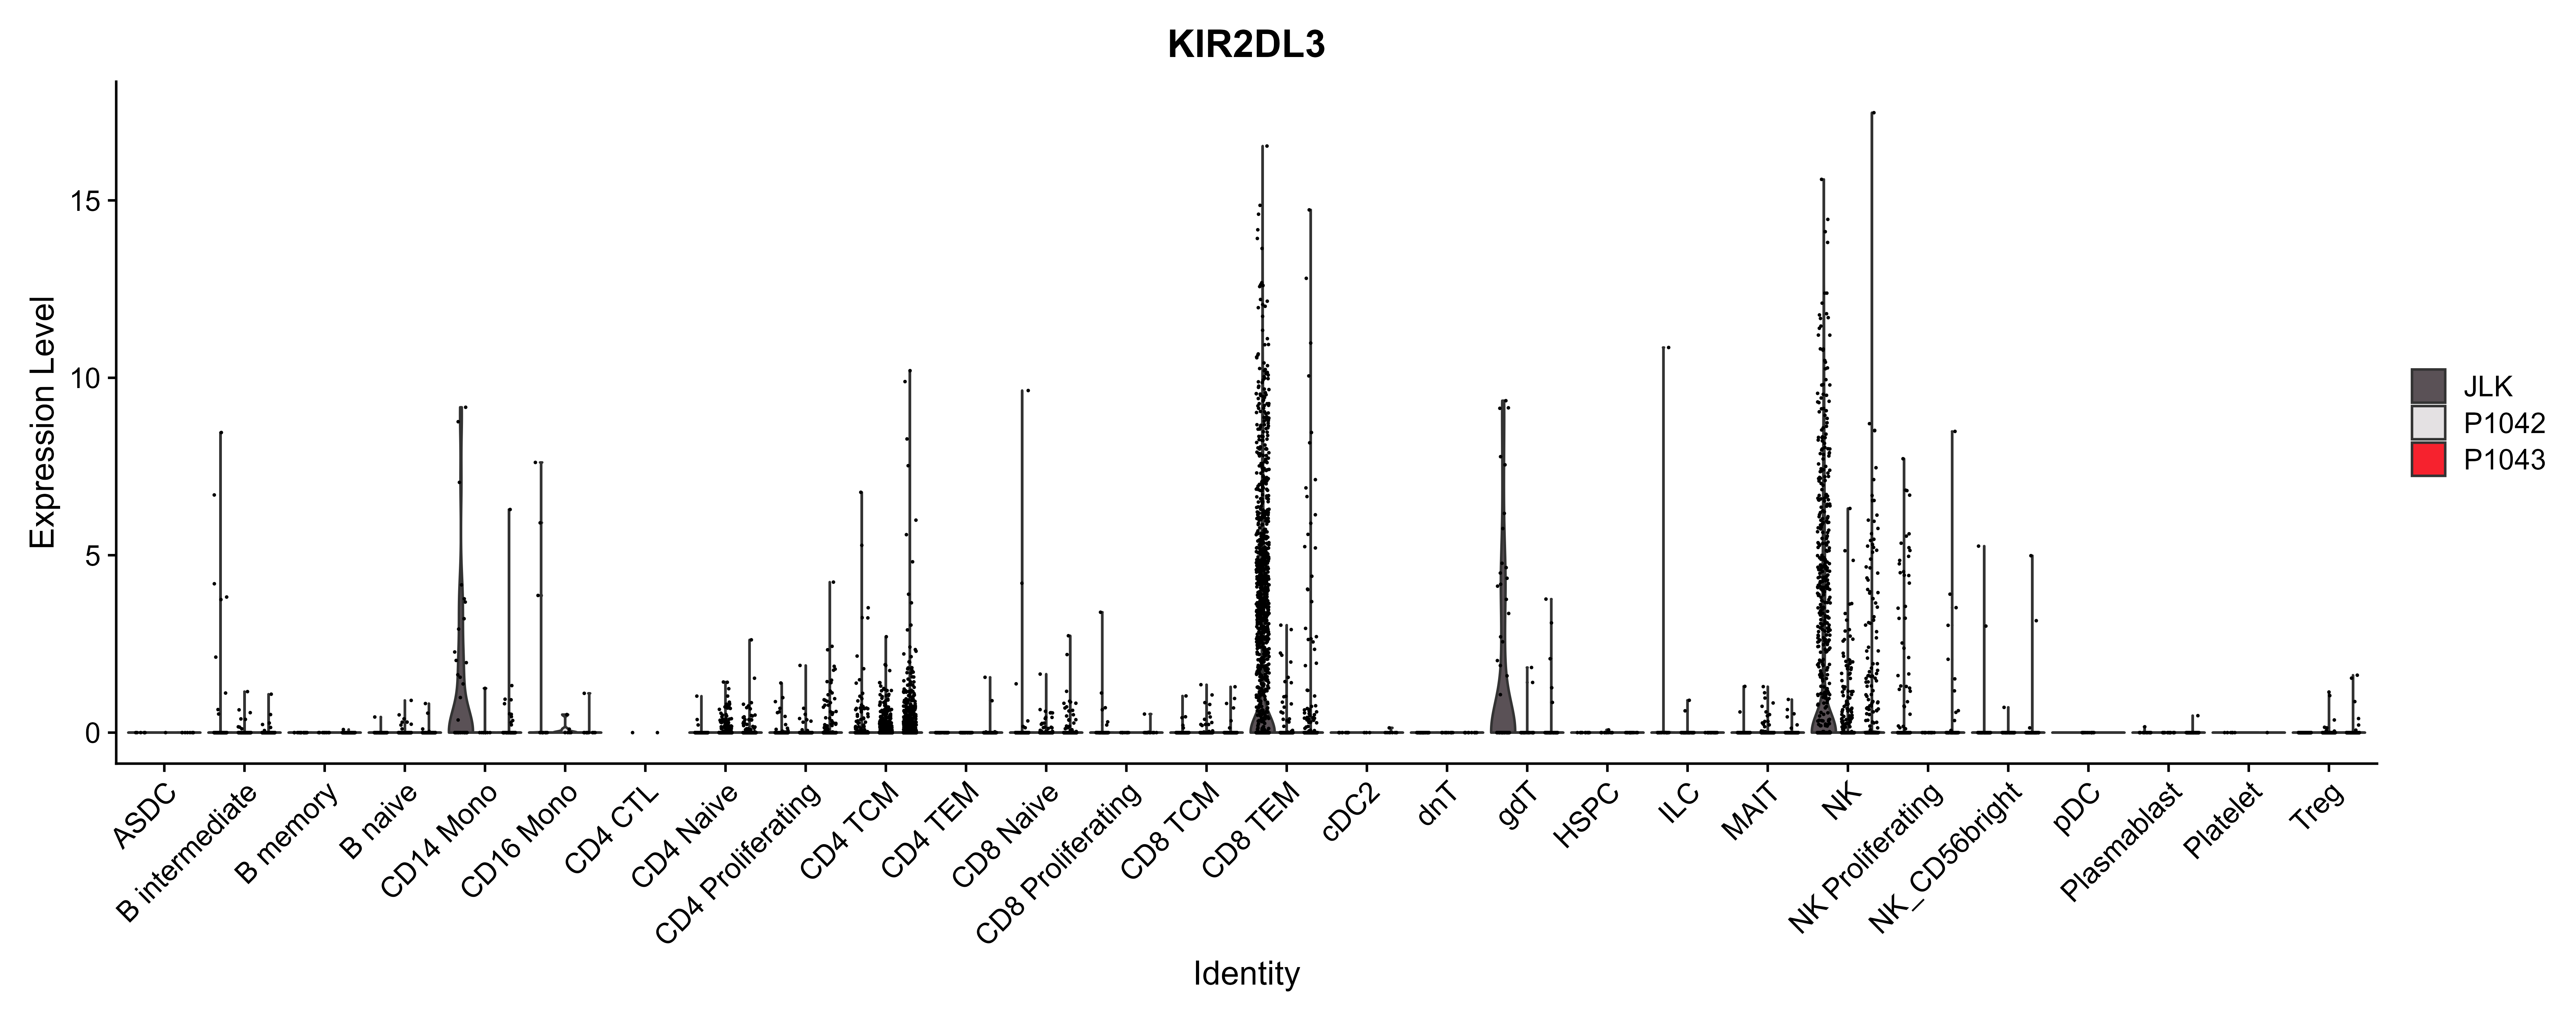 KIR2DL3
Expression Level
15
10
5
0
ASDC
B intermediate
B memory
B naive
CD14 Mono
CD16 Mono
CD4 CTL
CD4 Naive
CD4 Proliferating
CD4 TCM
CD4 TEM
CD8 Naive
CD8 Proliferating
CD8 TCM
CD8 TEM
cDC2
dnT
gdT
HSPC
ILC
MAIT
NK
NK Proliferating
NK_CD56bright
pDC
Plasmablast
Platelet
Treg
Identity
JLK
P1042
P1043